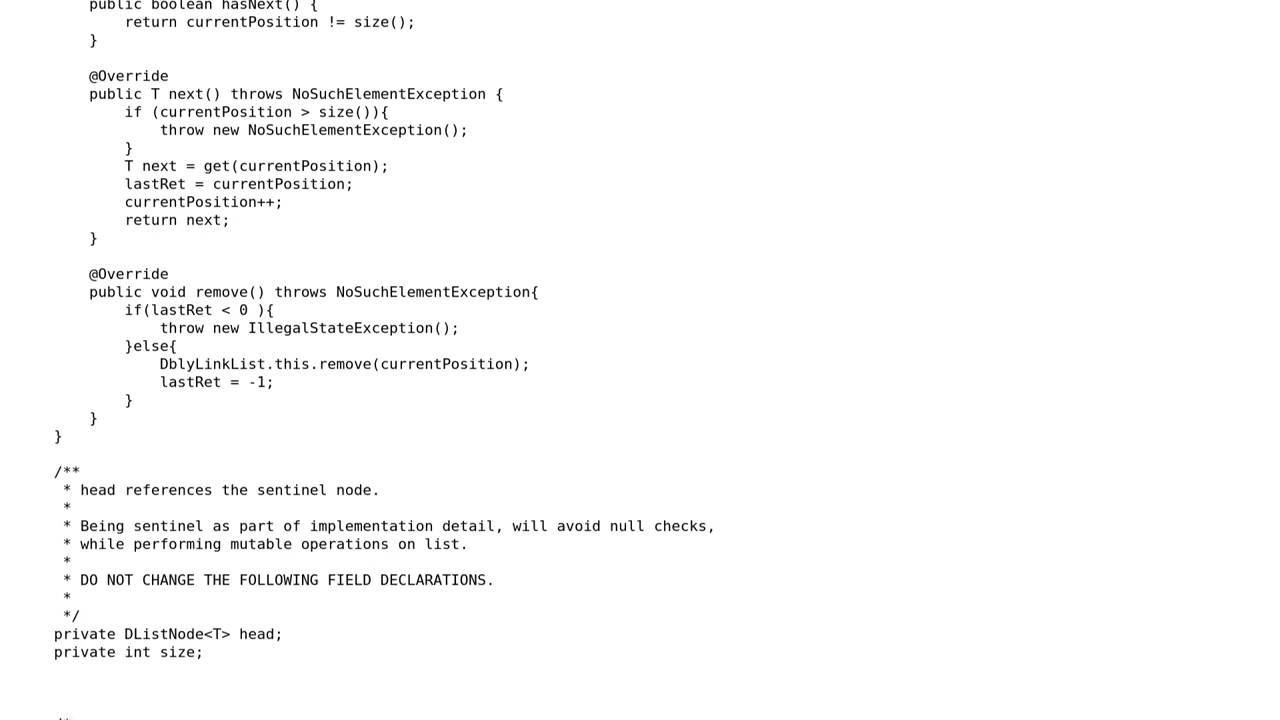 public boolean hasNext() {
return currentPosition != size();
}
@Override
public T next() throws NoSuchElementException {
if (currentPosition > size()){
throw new NoSuchElementException();
}
T next = get(currentPosition);
lastRet = currentPosition;
currentPosition++;
return next;
}
@Override
public void remove() throws NoSuchElementException{
if(lastRet < 0 ){
throw new IllegalStateException();
}else{
DblyLinkList.this.remove(currentPosition);
lastRet = -1;
}
}
}
/**
* head references the sentinel node.
*
* Being sentinel as part of implementation detail, will avoid null checks,
* while performing mutable operations on list.
*
* DO NOT CHANGE THE FOLLOWING FIELD DECLARATIONS.
*
*/
private DListNode<T> head;
private int size;